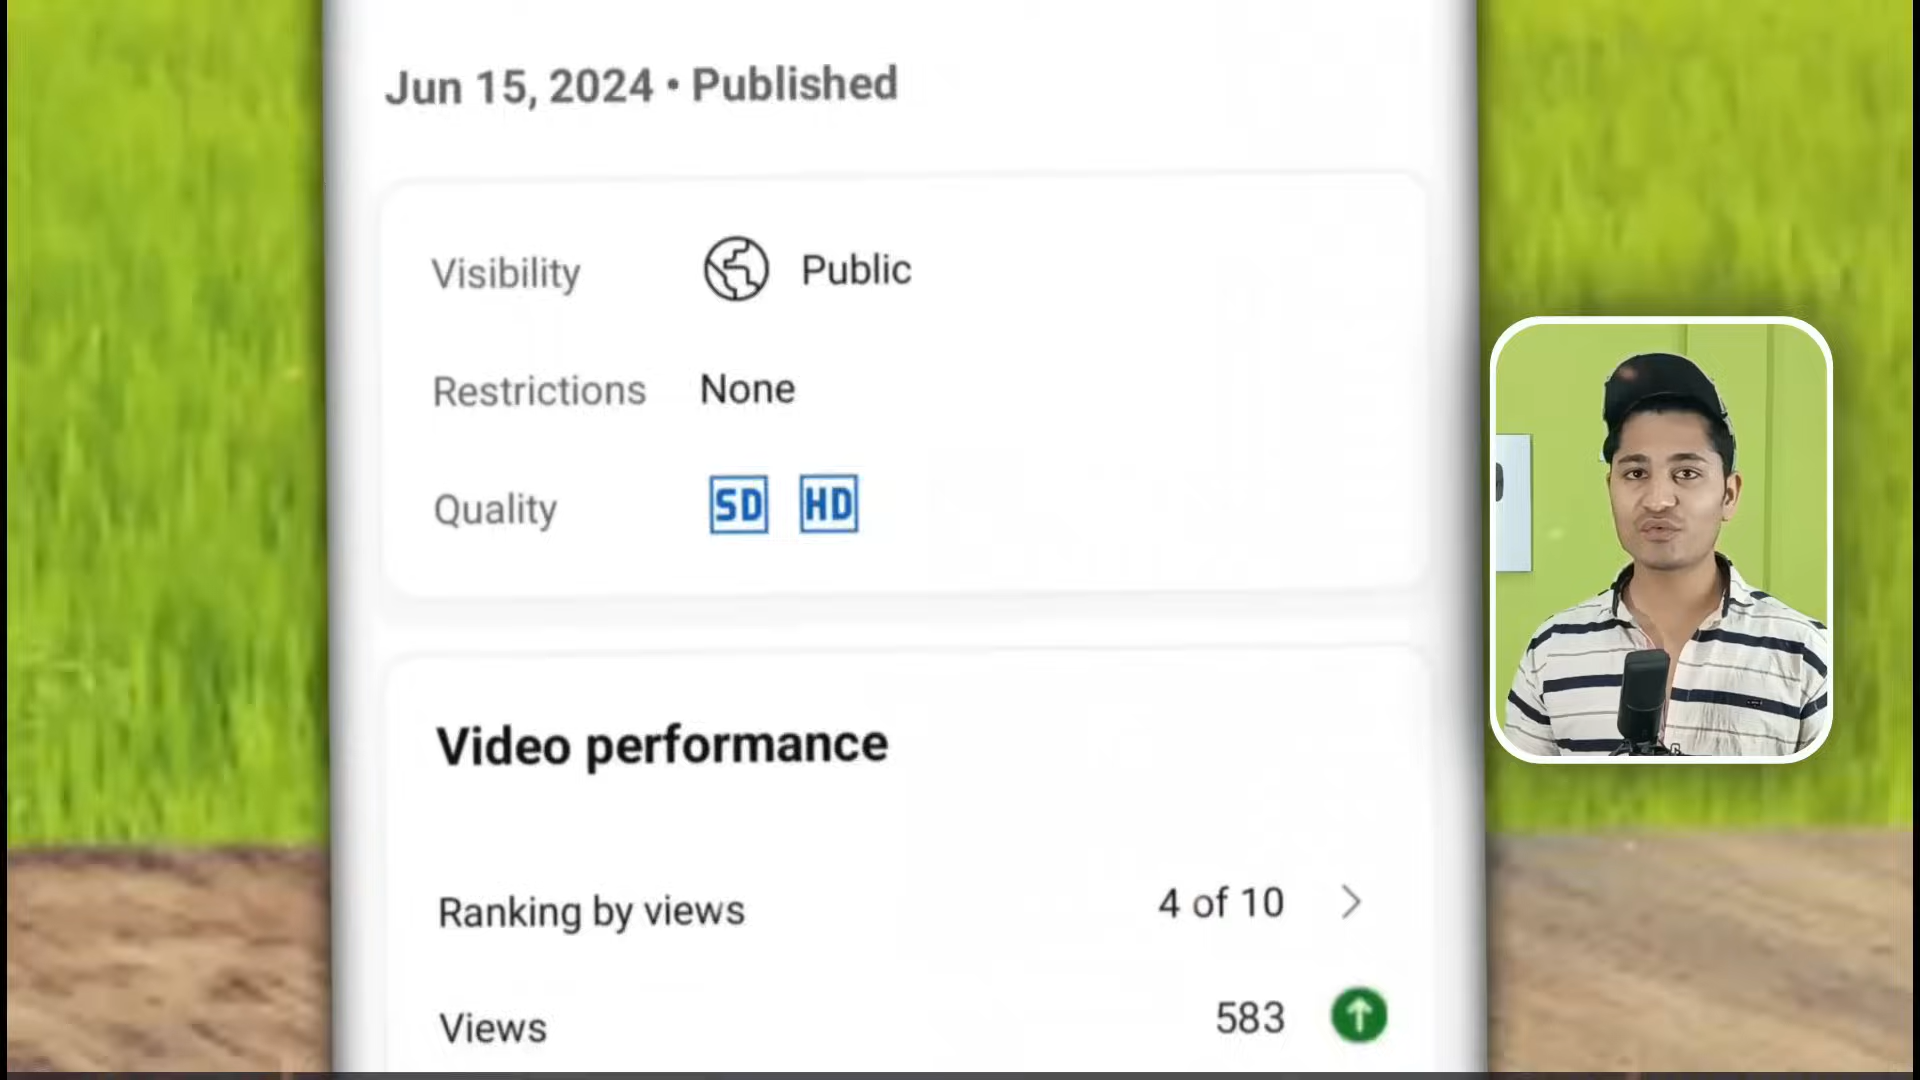 Jun 15, 2024 • Published
Visibility Public
Restrictions None
Quality SD HD
Video performance
Ranking by views 4 of 10
Views 583